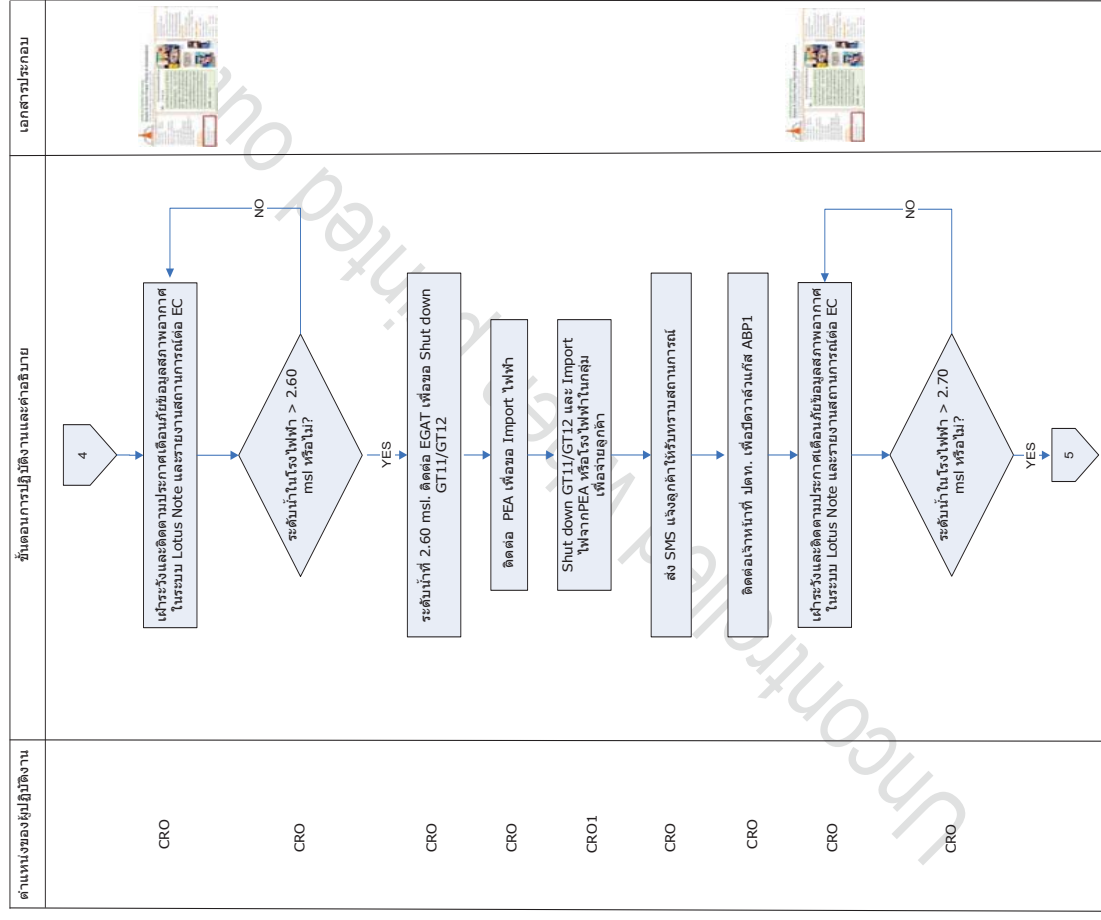 ตำแหน่งของผู้ปฏิบัติงาน
ขั้นตอนการปฏิบัติงานและคำอธิบาย
เอกสารประกอบ
4
CRO
เฝ้าระวังและติดตามประกาศเตือนภัยข้อมูลสภาพอากาศ
ในระบบ Lotus Note และรายงานสถานการณ์ต่อ EC
CRO
ระดับน้ำในโรงไฟฟ้า > 2.60
msl หรือไม่?
NO
YES
CRO
ระดับน้ำที่ 2.60 msl. ติดต่อ EGAT เพื่อขอ Shut down
GT11/GT12
CRO
ติดต่อ PEA เพื่อขอ Import ไฟฟ้า
CRO1
Shut down GT11/GT12 และ Import
ไฟจากPEA หรือโรงไฟฟ้าในกลุ่ม
เพื่อจ่ายลูกค้า
CRO
ส่ง SMS แจ้งลูกค้าให้รับทราบสถานการณ์
CRO
ติดต่อเจ้าหน้าที่ ปตท. เพื่อปิดวาล์วแก๊ส ABP1
CRO
เฝ้าระวังและติดตามประกาศเตือนภัยข้อมูลสภาพอากาศ
ในระบบ Lotus Note และรายงานสถานการณ์ต่อ EC
CRO
ระดับน้ำในโรงไฟฟ้า > 2.70
msl หรือไม่?
NO
YES
5
Uncontrolled when printed out